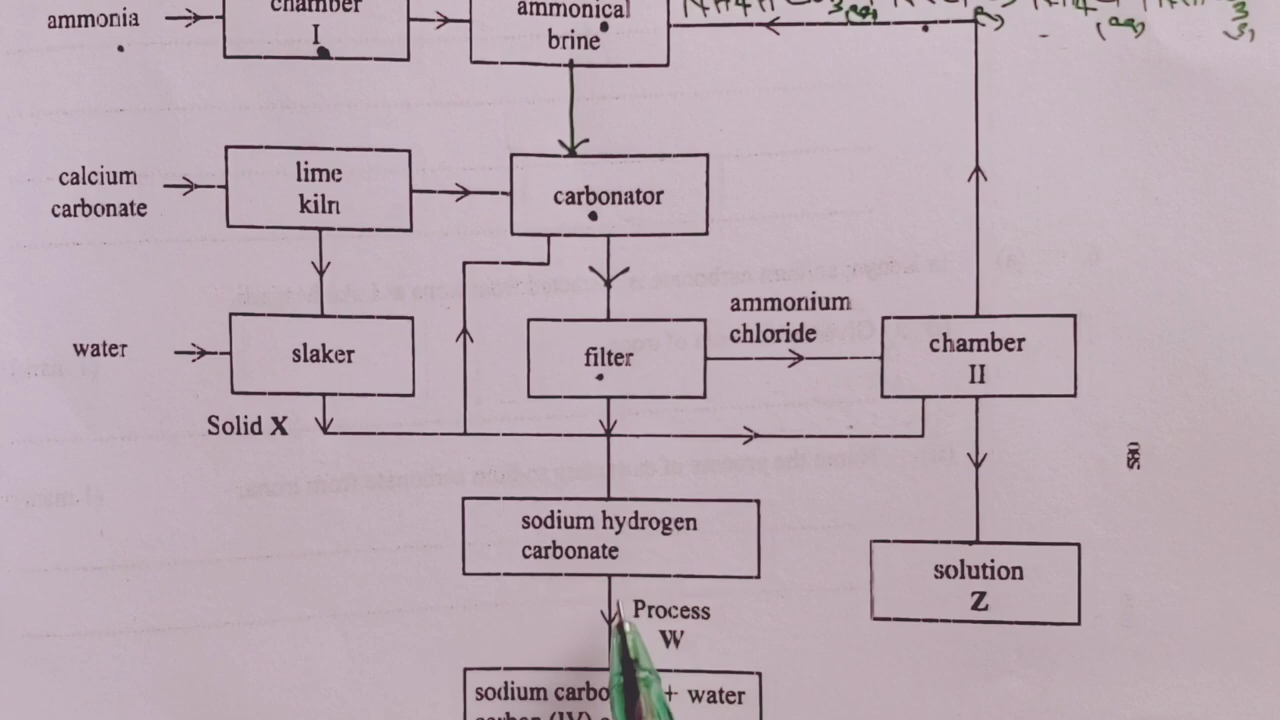 ammonia
chamber
I
ammonical
brine
calcium
carbonate
lime
kiln
carbonator
water
slaker
filter
ammonium
chloride
chamber
II
Solid X
sodium hydrogen
carbonate
solution
Z
Process
W
sodium + water